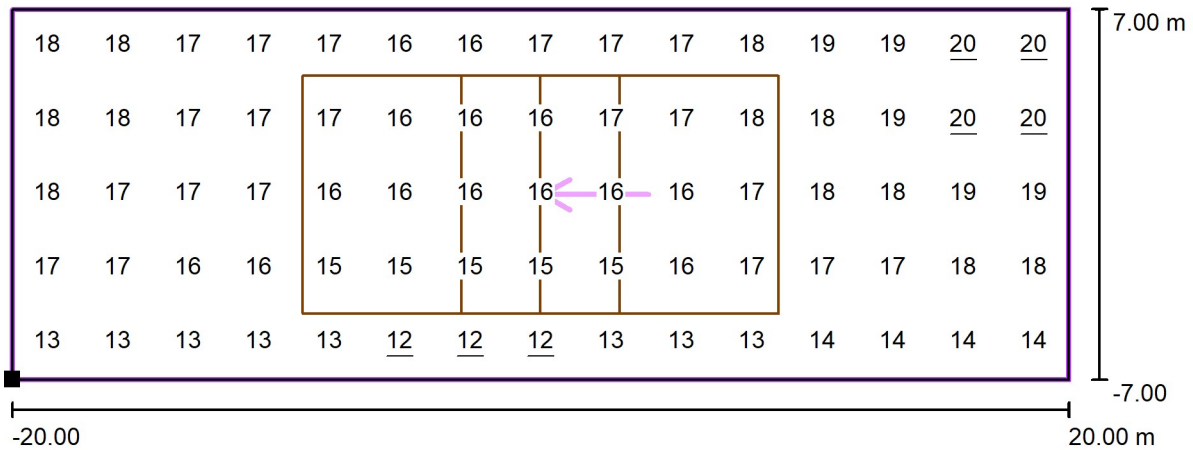 7.00 m
18 18 17 17 17 16 16 17 17 17 18 19 19 20 20
18 18 17 17 17 16 16 16 17 17 18 18 19 20 20
18 17 17 17 16 16 16 16 16 16 17 18 18 19 19
17 17 16 16 15 15 15 15 15 16 17 17 17 18 18
13 13 13 13 13 12 12 12 13 13 13 14 14 14 14
-7.00
-20.00 20.00 m